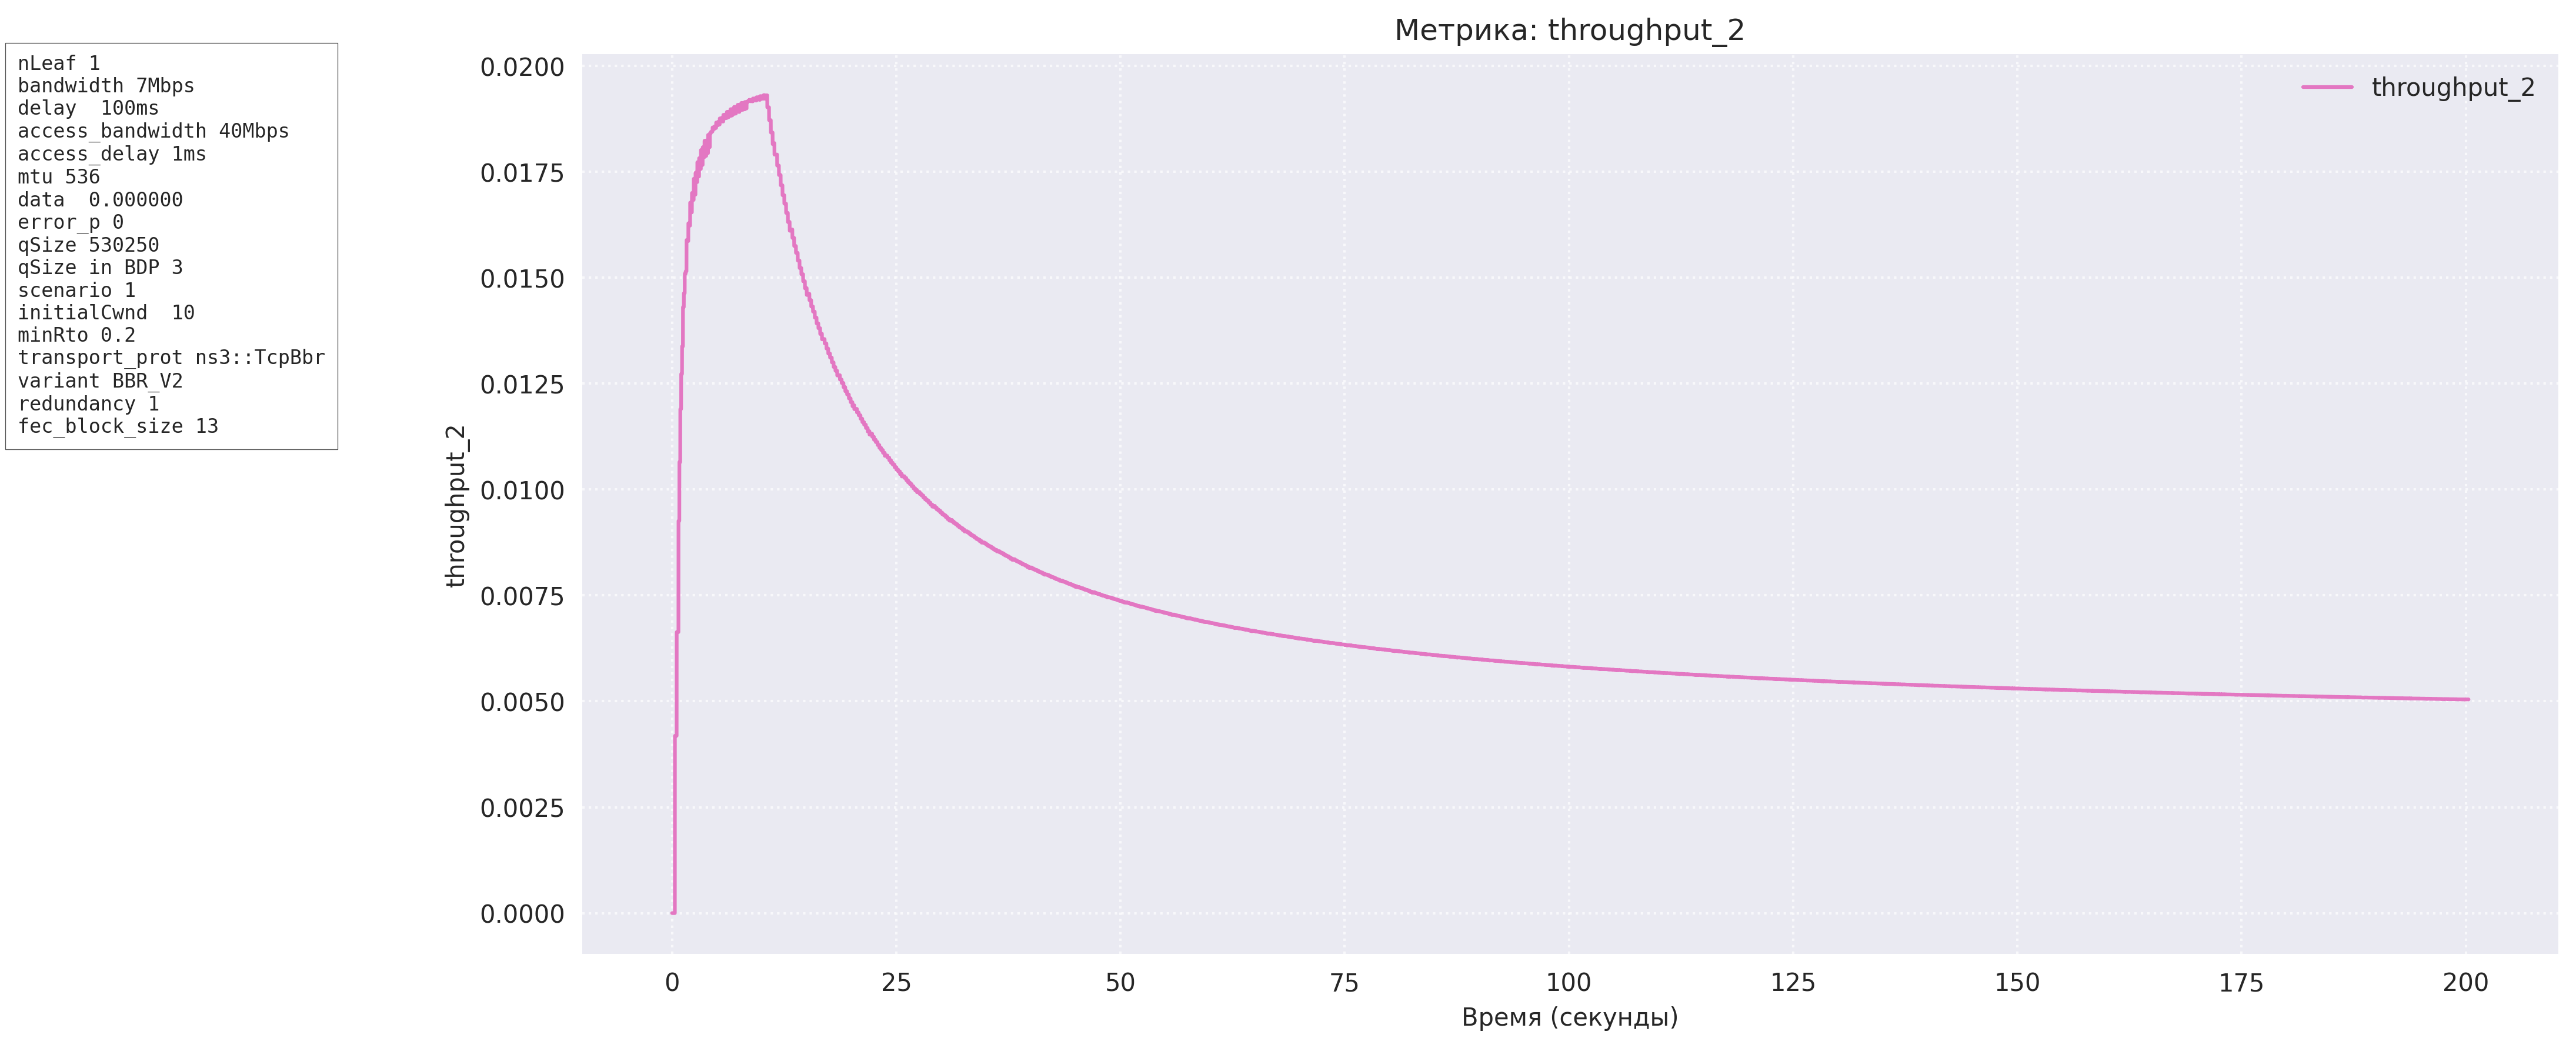 Метрика: throughput_2
nLeaf 1
bandwidth 7Mbps
delay  100ms
access_bandwidth 40Mbps
access_delay 1ms
mtu 536
data  0.000000
error_p 0
qSize 530250
qSize in BDP 3
scenario 1
initialCwnd  10
minRto 0.2
transport_prot ns3::TcpBbr
variant BBR_V2
redundancy 1
fec_block_size 13
throughput_2
throughput_2
0.0200
0.0175
0.0150
0.0125
0.0100
0.0075
0.0050
0.0025
0.0000
0 25 50 75 100 125 150 175 200
Время (секунды)